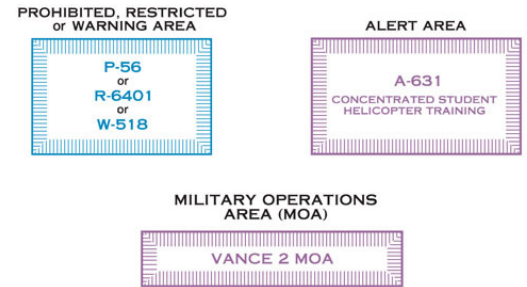 PROHIBITED, RESTRICTED
or WARNING AREA
P-56
or
R-6401
or
W-518
ALERT AREA
A-631
CONCENTRATED STUDENT
HELICOPTER TRAINING
MILITARY OPERATIONS
AREA (MOA)
VANCE 2 MOA